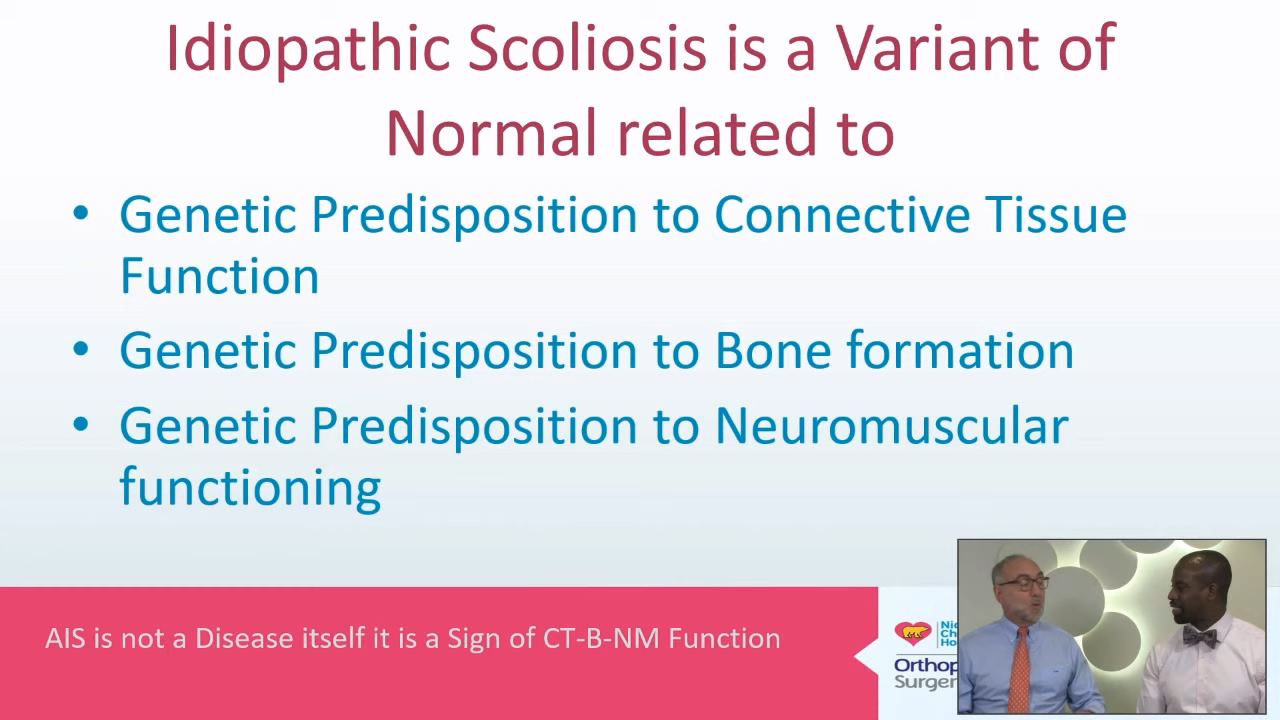 Idiopathic Scoliosis is a Variant of
Normal related to
• Genetic Predisposition to Connective Tissue
Function
• Genetic Predisposition to Bone formation
• Genetic Predisposition to Neuromuscular
functioning
AIS is not a Disease itself it is a Sign of CT-B-NM Function